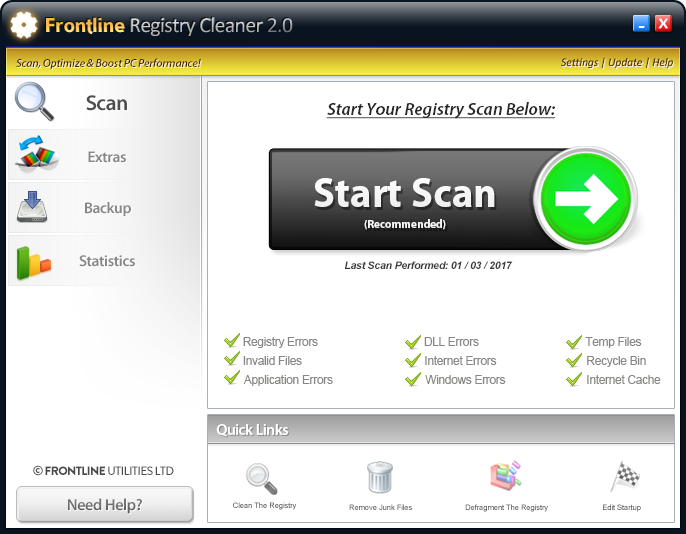 Frontline Registry Cleaner 2.0
Scan, Optimize & Boost PC Performance!
Settings | Update | Help
Scan
Extras
Backup
Statistics
© FRONTLINE UTILITIES LTD
Need Help?
Start Your Registry Scan Below:
Start Scan
(Recommended)
Last Scan Performed: 01 / 03 / 2017
Registry Errors
DLL Errors
Temp Files
Invalid Files
Internet Errors
Recycle Bin
Application Errors
Windows Errors
Internet Cache
Quick Links
Clean The Registry
Remove Junk Files
Defragment The Registry
Edit Startup